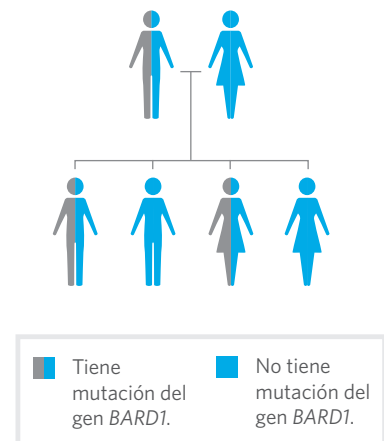 Tiene
mutación del
gen BARD1.
No tiene
mutación del
gen BARD1.